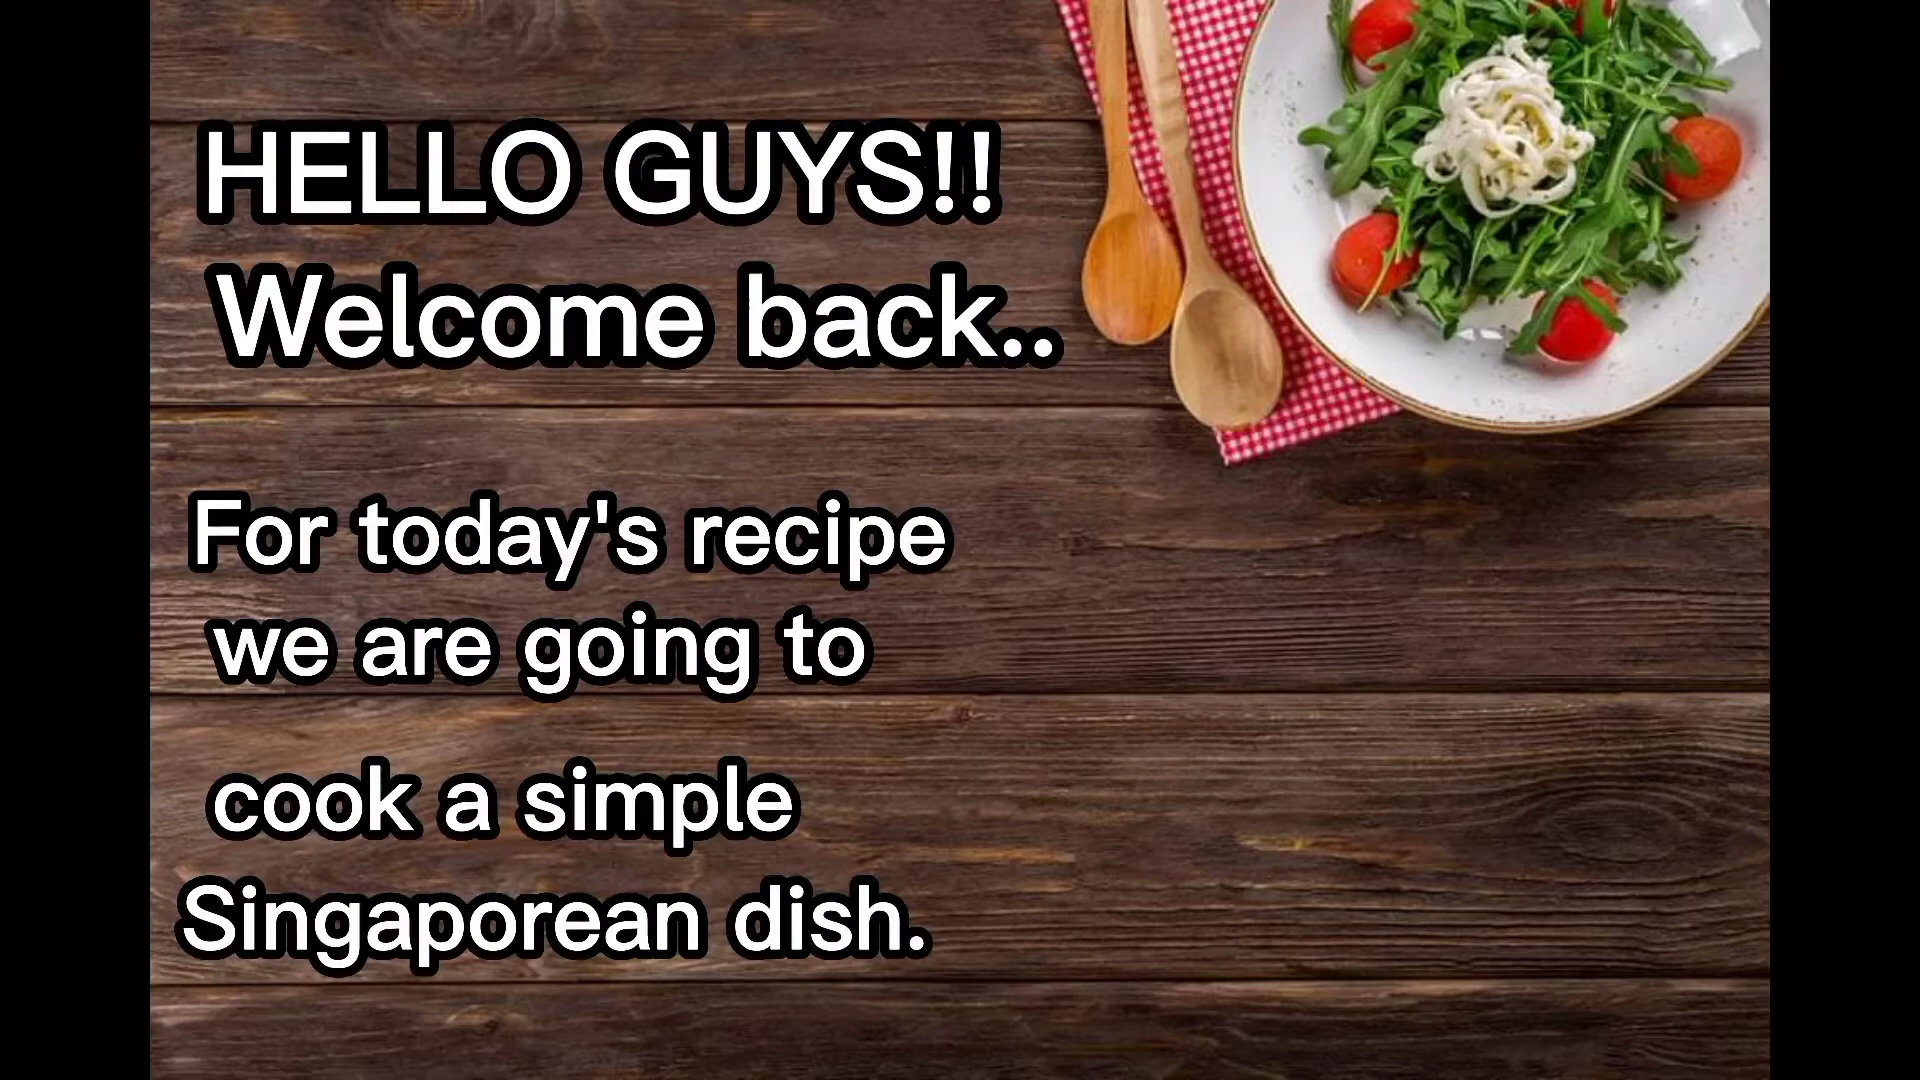 HELLO GUYS!!
Welcome back..
For today's recipe
we are going to
cook a simple
Singaporean dish.